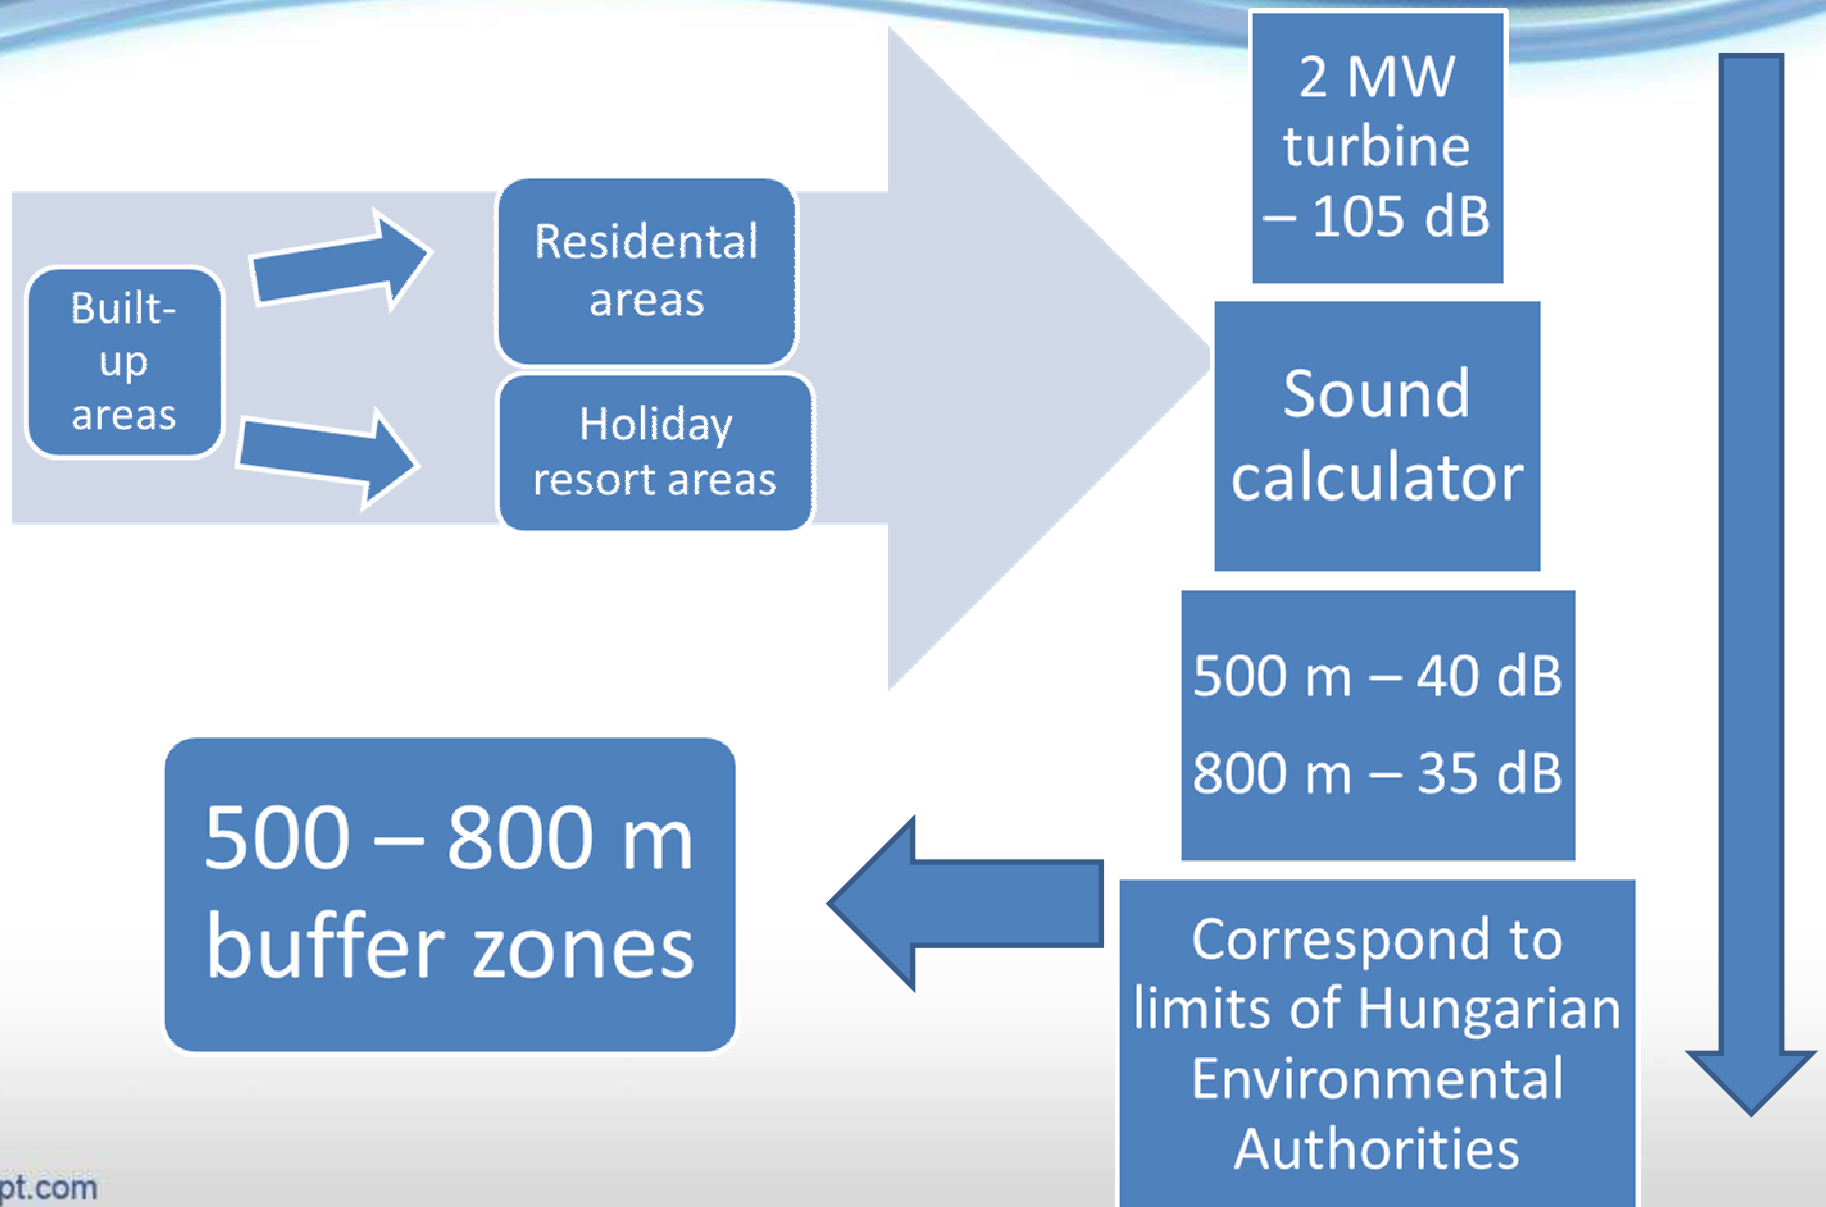 Built-
up
areas
Residental
areas
Holiday
resort areas
2 MW
turbine
– 105 dB
Sound
calculator
500 m – 40 dB
800 m – 35 dB
Correspond to
limits of Hungarian
Environmental
Authorities
500 – 800 m
buffer zones
pt.com